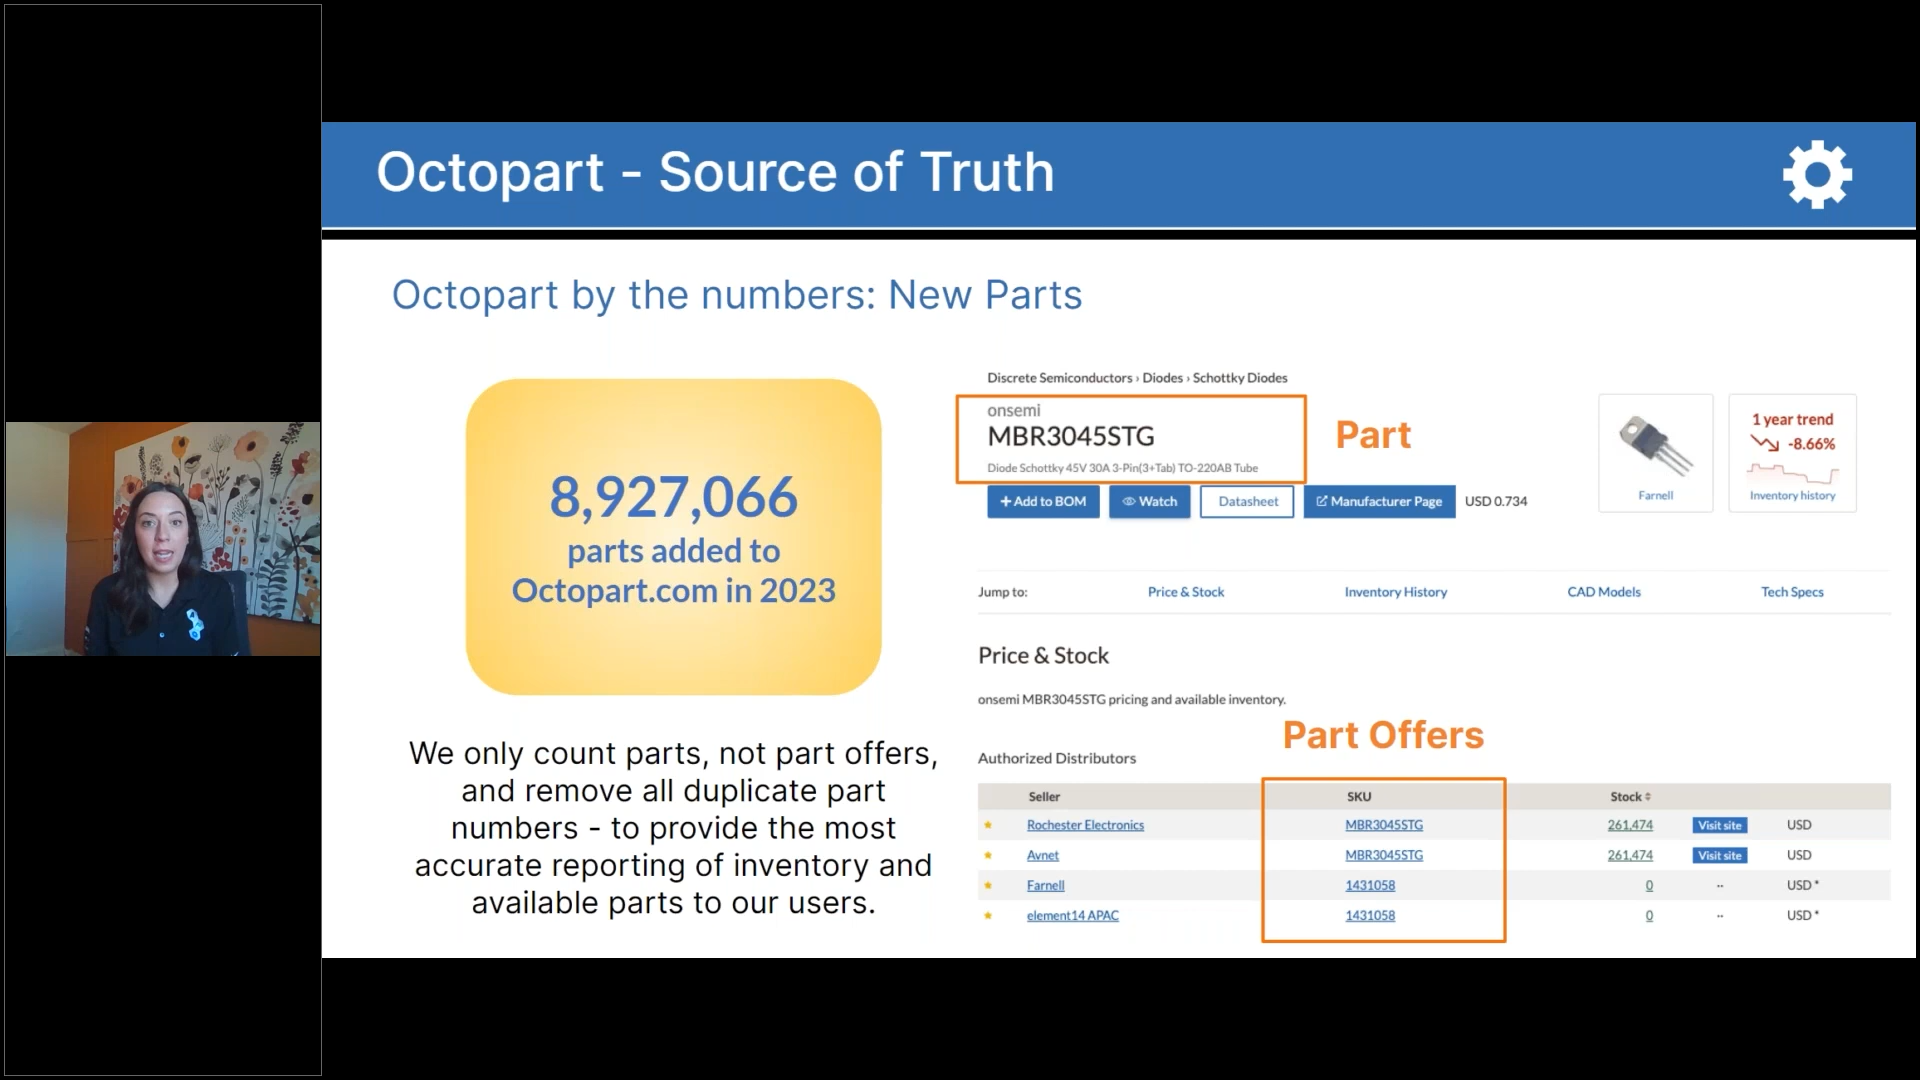 Octopart - Source of Truth
Octopart by the numbers: New Parts
8,927,066
parts added to
Octopart.com in 2023
We only count parts, not part offers,
and remove all duplicate part
numbers - to provide the most
accurate reporting of inventory and
available parts to our users.
Discrete Semiconductors › Diodes › Schottky Diodes
onsemi
MBR3045STG
Diode Schottky 45V 30A 3-Pin(3+Tab) TO-220AB Tube
Part
+ Add to BOM Watch Datasheet Manufacturer Page USD 0.734
Farnell
1 year trend
-8.66%
Inventory history
Jump to: Price & Stock Inventory History CAD Models Tech Specs
Price & Stock
onsemi MBR3045STG pricing and available inventory.
Part Offers
Authorized Distributors
Seller SKU Stock
Rochester Electronics MBR3045STG 261,474 Visit site USD
Avnet MBR3045STG 261,474 Visit site USD
Farnell 1431058 0 -- USD *
element14 APAC 1431058 0 -- USD *